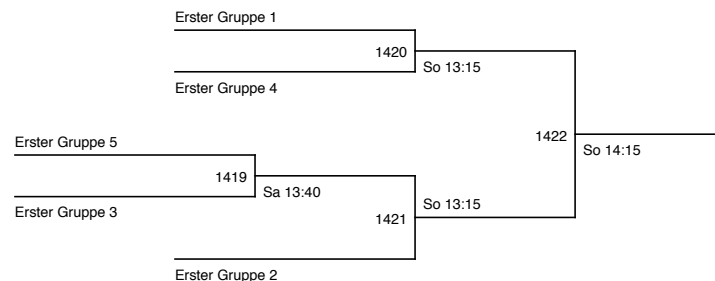 Erster Gruppe 1
1420
So 13:15
Erster Gruppe 4
1422
So 14:15
Erster Gruppe 5
1419
Sa 13:40
Erster Gruppe 3
So 13:15
1421
Erster Gruppe 2